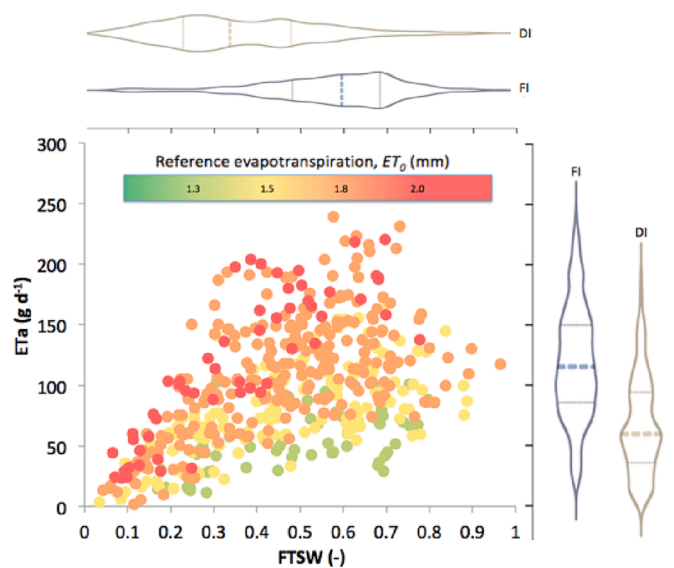 DI
FI
300
Reference evapotranspiration, ET0 (mm)
1.3 1.5 1.8 2.0
250
200
150
100
50
0
ETa (g d-1)
0 0.1 0.2 0.3 0.4 0.5 0.6 0.7 0.8 0.9 1
FTSW (-)
FI
DI